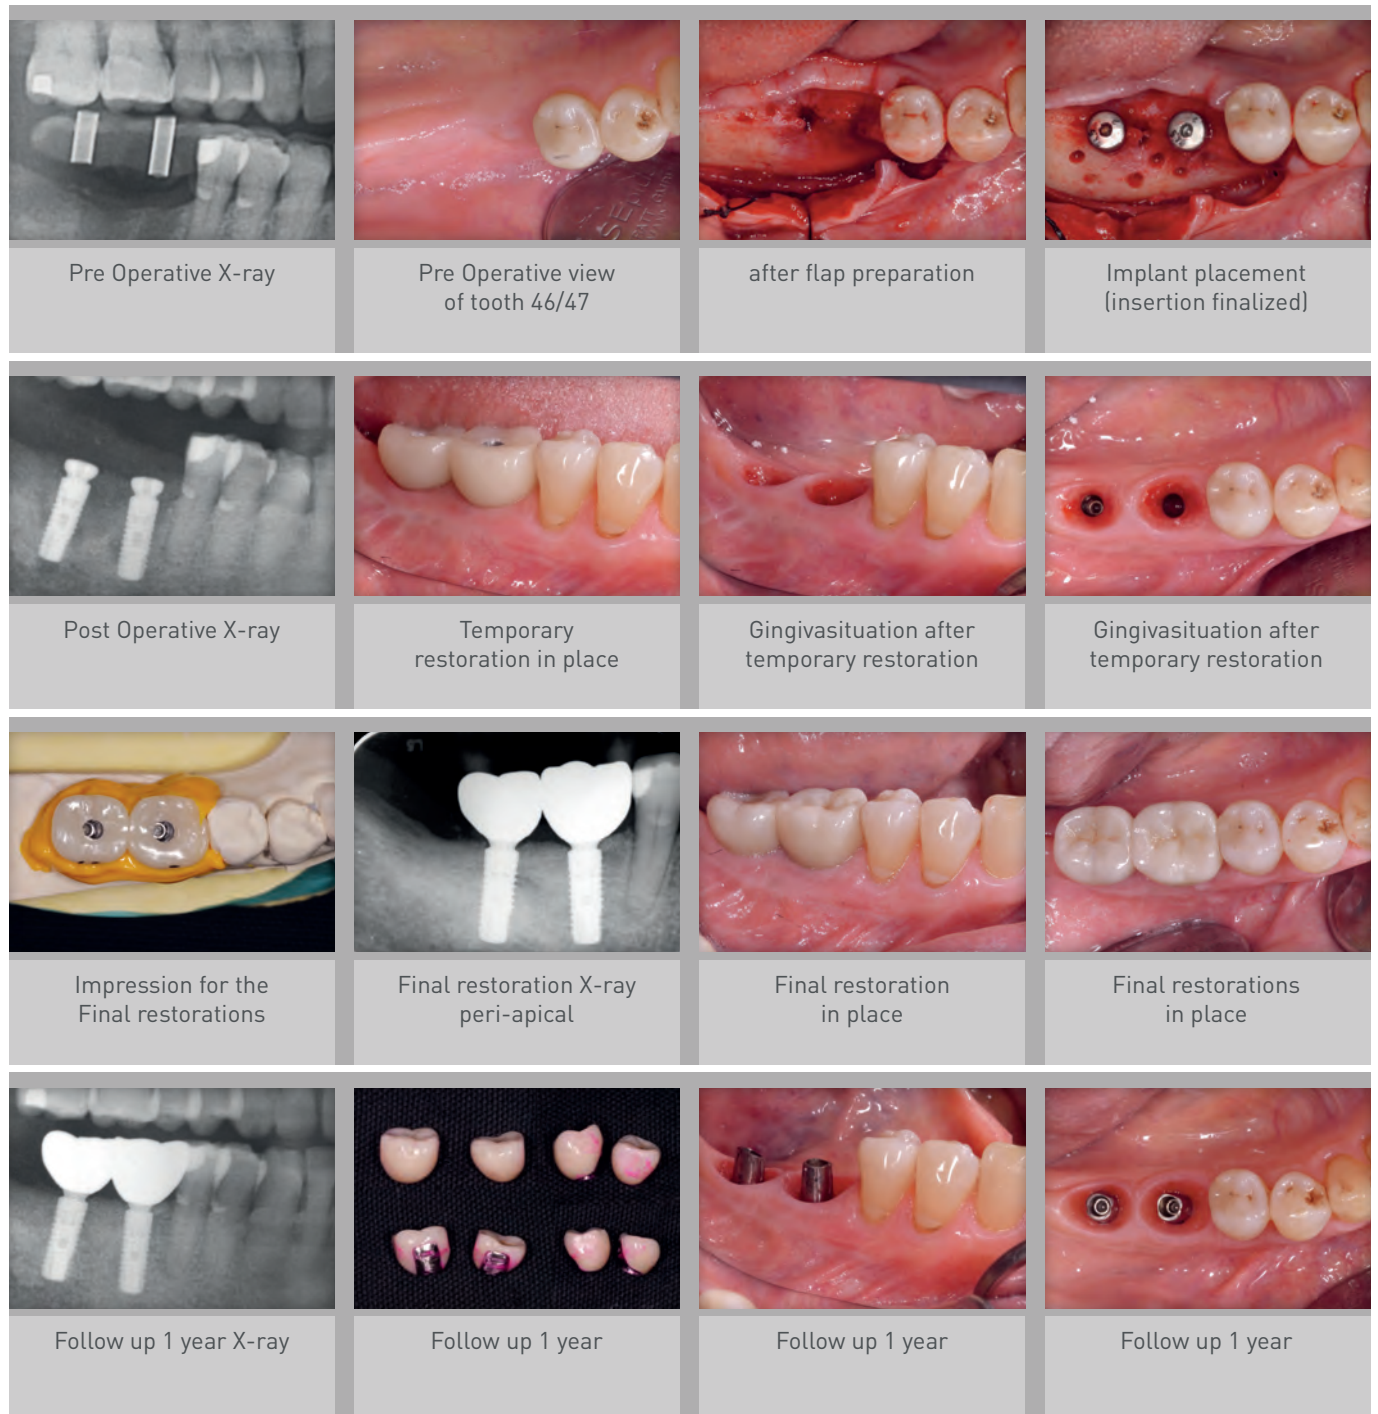 Pre Operative X-ray
Pre Operative view
of tooth 46/47
after flap preparation
Implant placement
(insertion finalized)
Post Operative X-ray
Temporary
restoration in place
Gingivasituation after
temporary restoration
Gingivasituation after
temporary restoration
Impression for the
Final restorations
Final restoration X-ray
peri-apical
Final restoration
in place
Final restorations
in place
Follow up 1 year X-ray
Follow up 1 year
Follow up 1 year
Follow up 1 year